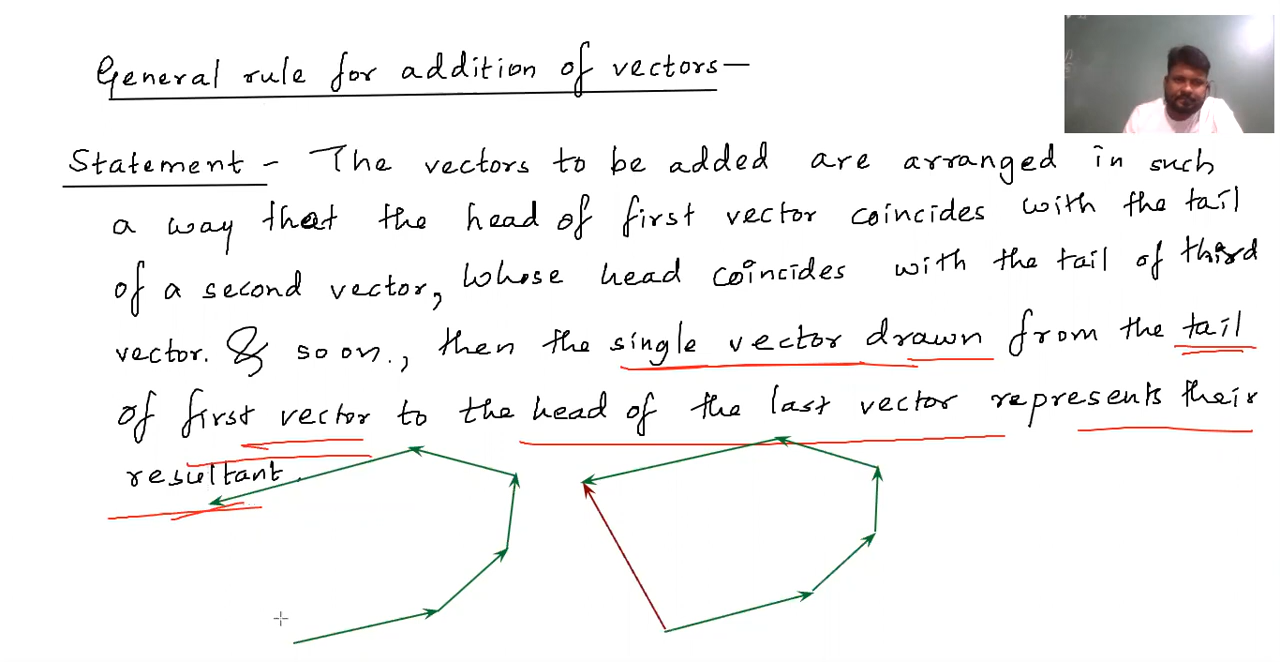 General rule for addition of vectors—
Statement - The vectors to be added are arranged in such
a way that the head of first vector coincides with the tail
of a second vector, whose head coincides with the tail of third
vector. & so on., then the single vector drawn from the tail
of first vector to the head of the last vector represents their
resultant.